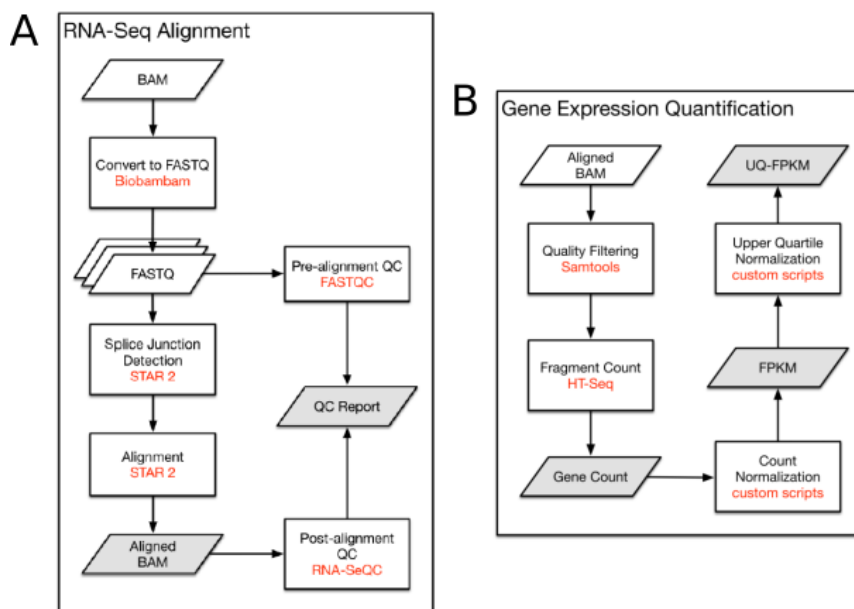 A
RNA-Seq Alignment
BAM
Convert to FASTQ
Biobambam
FASTQ
Pre-alignment QC
FASTQC
Splice Junction
Detection
STAR 2
QC Report
Alignment
STAR 2
Aligned
BAM
Post-alignment
QC
RNA-SeQC
B
Gene Expression Quantification
Aligned
BAM
Quality Filtering
Samtools
Fragment Count
HT-Seq
Gene Count
Count
Normalization
custom scripts
FPKM
Upper Quartile
Normalization
custom scripts
UQ-FPKM